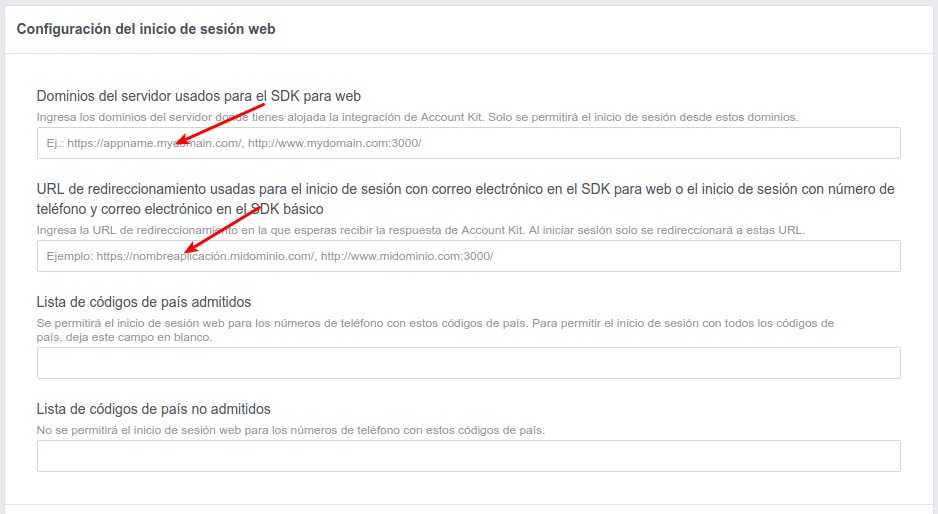 Configuración del inicio de sesión web
Dominios del servidor usados para el SDK para web
Ingresa los dominios del servidor donde tienes alojada la integración de Account Kit. Solo se permitirá el inicio de sesión desde estos dominios.
Ej.: https://appname.mydomain.com/, http://www.mydomain.com:3000/
URL de redireccionamiento usadas para el inicio de sesión con correo electrónico en el SDK para web o el inicio de sesión con número de
teléfono y correo electrónico en el SDK básico
Ingresa la URL de redireccionamiento en la que esperas recibir la respuesta de Account Kit. Al iniciar sesión solo se redireccionará a estas URL.
Ejemplo: https://nombreaplicación.midominio.com/, http://www.midominio.com:3000/
Lista de códigos de país admitidos
Se permitirá el inicio de sesión web para los números de teléfono con estos códigos de país. Para permitir el inicio de sesión con todos los códigos de
país, deja este campo en blanco.
Lista de códigos de país no admitidos
No se permitirá el inicio de sesión web para los números de teléfono con estos códigos de país.